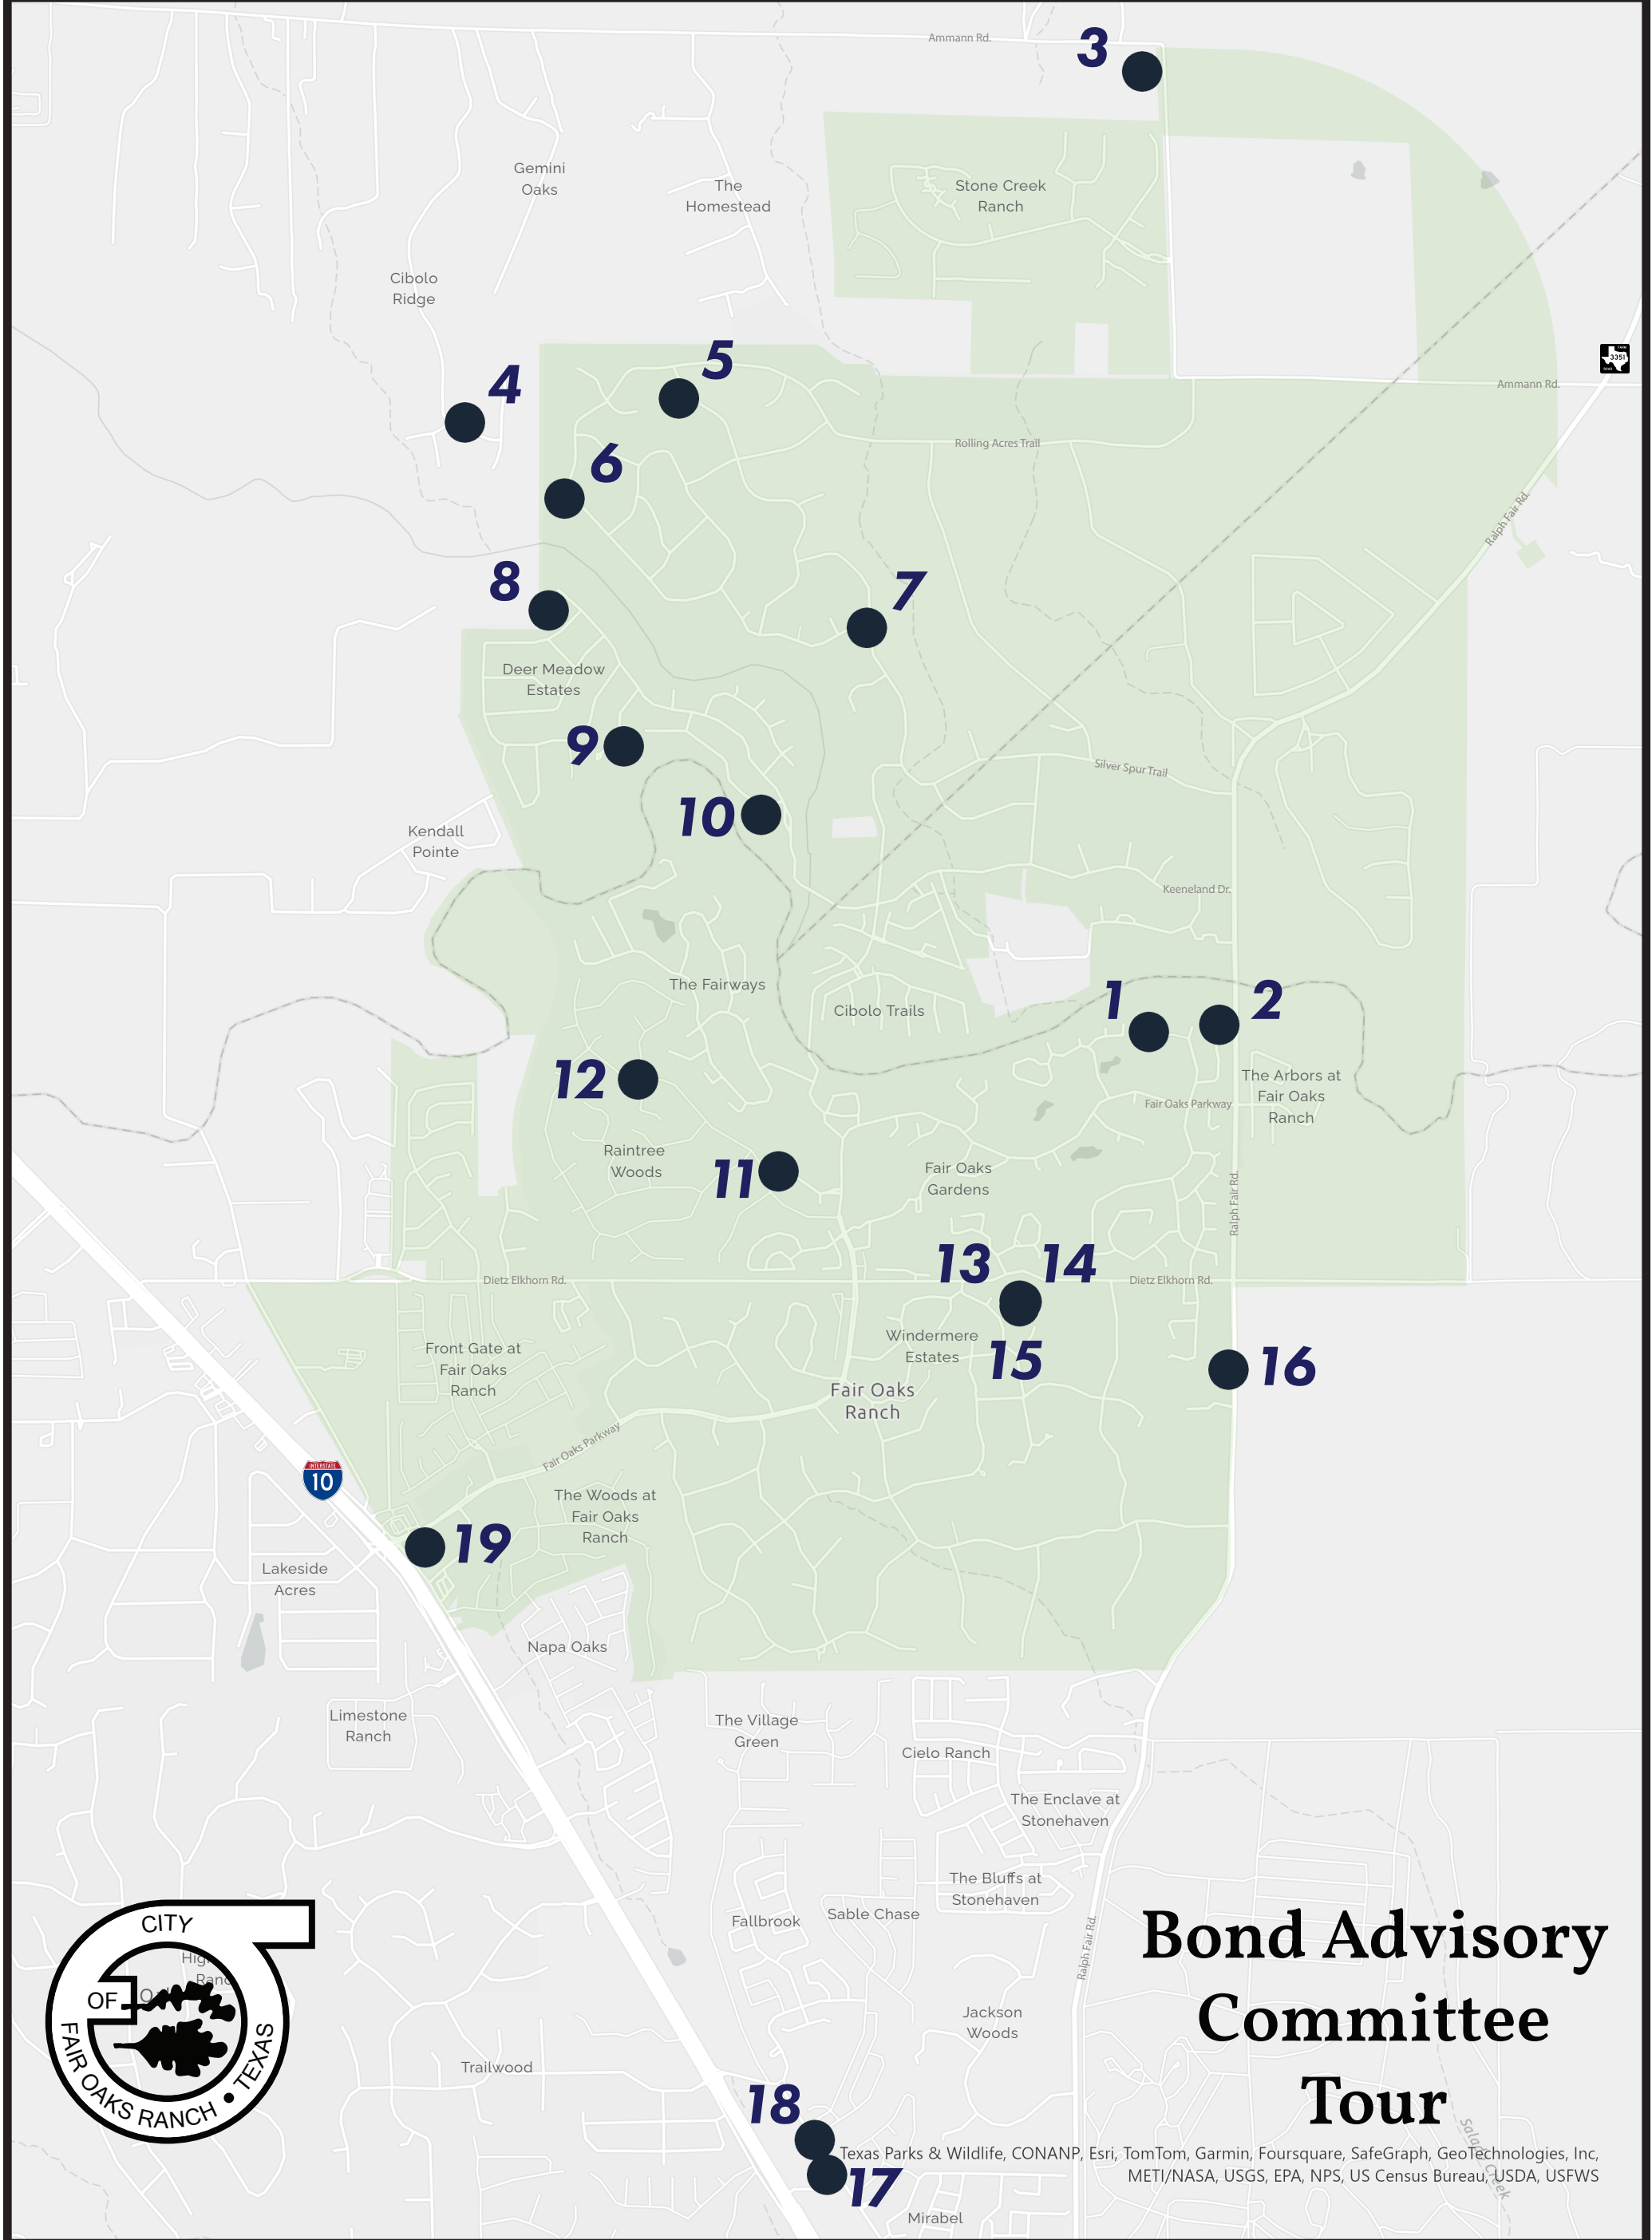 Ammann Rd.
3
Gemini
Oaks
The
Homestead
Stone Creek
Ranch
Cibolo
Ridge
5
3351
4
Ammann Rd.
Rolling Acres Trail
6
Ralph Fair Rd.
8
7
Deer Meadow
Estates
9
Silver Spur Trail
10
Kendall
Pointe
Keeneland Dr.
The Fairways
1
2
Cibolo Trails
12
The Arbors at
Fair Oaks
Ranch
Fair Oaks Parkway
Raintree
Woods
11
Fair Oaks
Gardens
Ralph Fair Rd.
13
14
Dietz Elkhorn Rd.
Dietz Elkhorn Rd.
Windermere
Estates
15
16
Front Gate at
Fair Oaks
Ranch
Fair Oaks
Ranch
Fair Oaks Parkway
INTERSTATE
10
The Woods at
Fair Oaks
Ranch
19
Lakeside
Acres
Napa Oaks
Limestone
Ranch
The Village
Green
Cielo Ranch
The Enclave at
Stonehaven
The Bluffs at
Stonehaven
Fallbrook
Sable Chase
Ralph Fair Rd.
Bond Advisory
Committee
Tour
CITY
OF
FAIR OAKS RANCH • TEXAS
Jackson
Woods
Trailwood
18
17
Mirabel
Salado Creek
Texas Parks & Wildlife, CONANP, Esri, TomTom, Garmin, Foursquare, SafeGraph, GeoTechnologies, Inc,
METI/NASA, USGS, EPA, NPS, US Census Bureau, USDA, USFWS